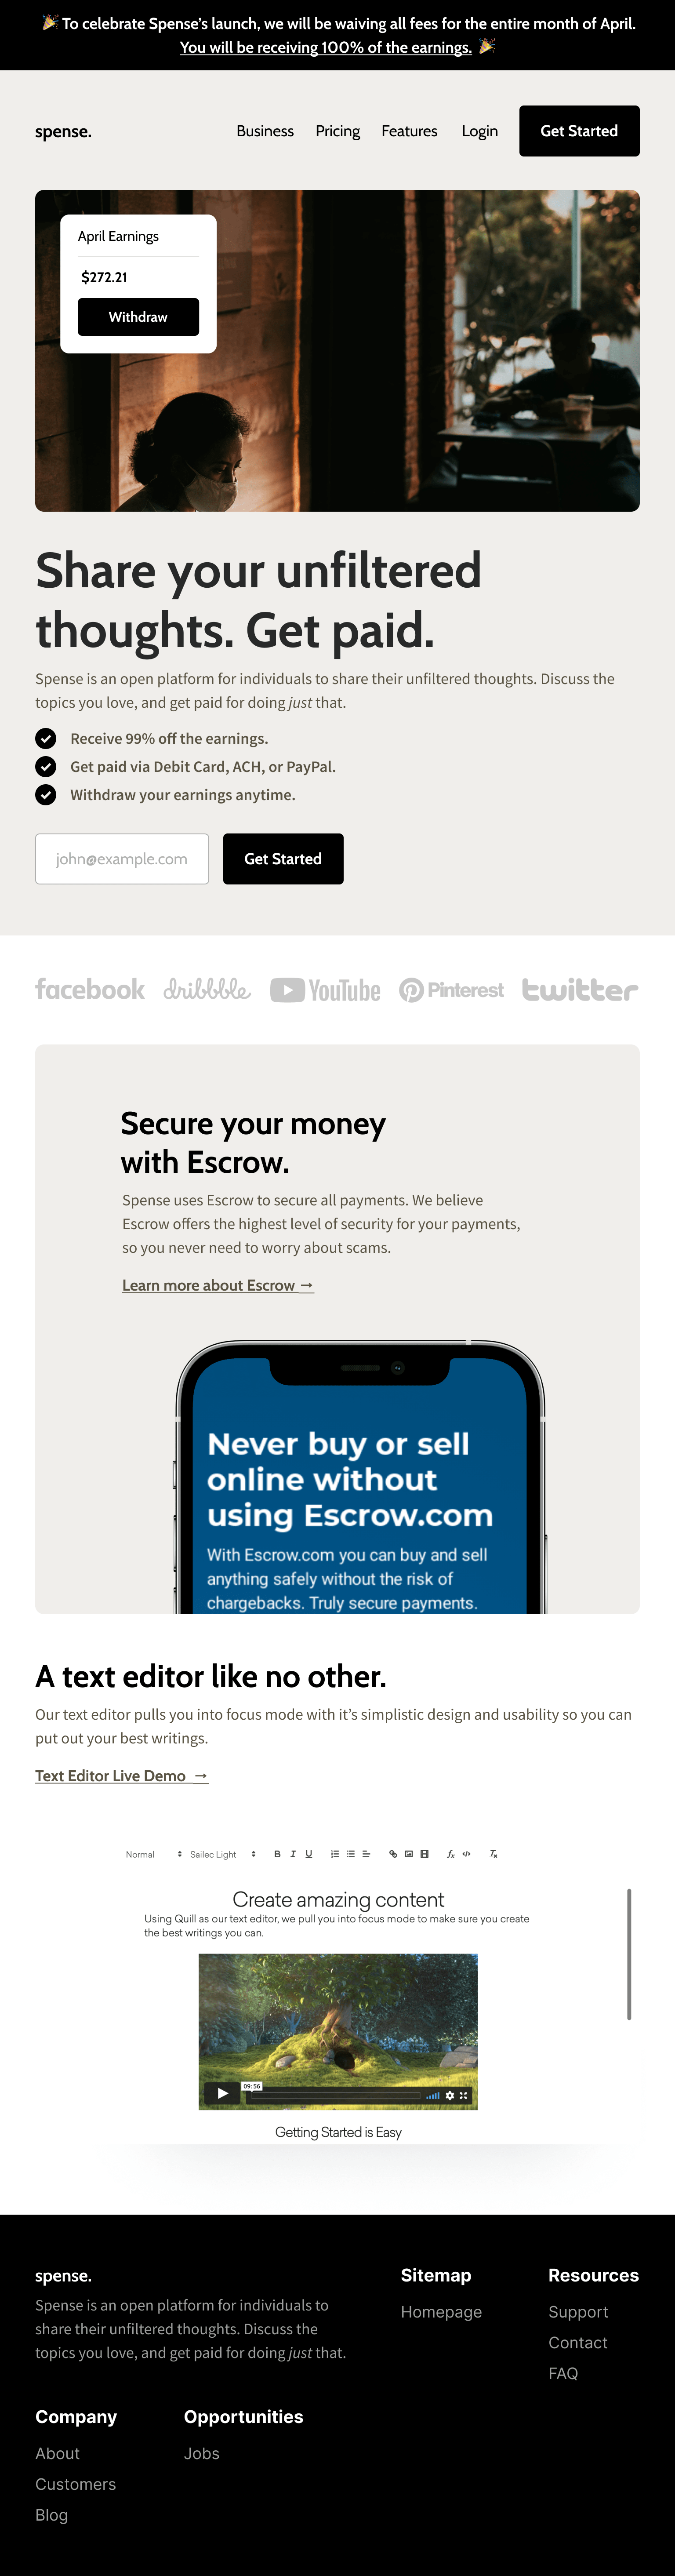 🎉 To celebrate Spense’s launch, we will be waiving all fees for the entire month of April.
You will be receiving 100% of the earnings. 🎉
spense.
Business Pricing Features Login Get Started
April Earnings
$272.21
Withdraw
Share your unfiltered
thoughts. Get paid.
Spense is an open platform for individuals to share their unfiltered thoughts. Discuss the
topics you love, and get paid for doing just that.
Receive 99% off the earnings.
Get paid via Debit Card, ACH, or PayPal.
Withdraw your earnings anytime.
john@example.com Get Started
facebook dribbble YouTube Pinterest twitter
Secure your money
with Escrow.
Spense uses Escrow to secure all payments. We believe
Escrow offers the highest level of security for your payments,
so you never need to worry about scams.
Learn more about Escrow →
Never buy or sell
online without
using Escrow.com
With Escrow.com you can buy and sell
anything safely without the risk of
chargebacks. Truly secure payments.
A text editor like no other.
Our text editor pulls you into focus mode with it’s simplistic design and usability so you can
put out your best writings.
Text Editor Live Demo →
Normal Sailec Light B I U
Create amazing content
Using Quill as our text editor, we pull you into focus mode to make sure you create
the best writings you can.
09:56
Getting Started is Easy
spense.
Spense is an open platform for individuals to
share their unfiltered thoughts. Discuss the
topics you love, and get paid for doing just that.
Sitemap
Homepage
Resources
Support
Contact
FAQ
Company
About
Customers
Blog
Opportunities
Jobs